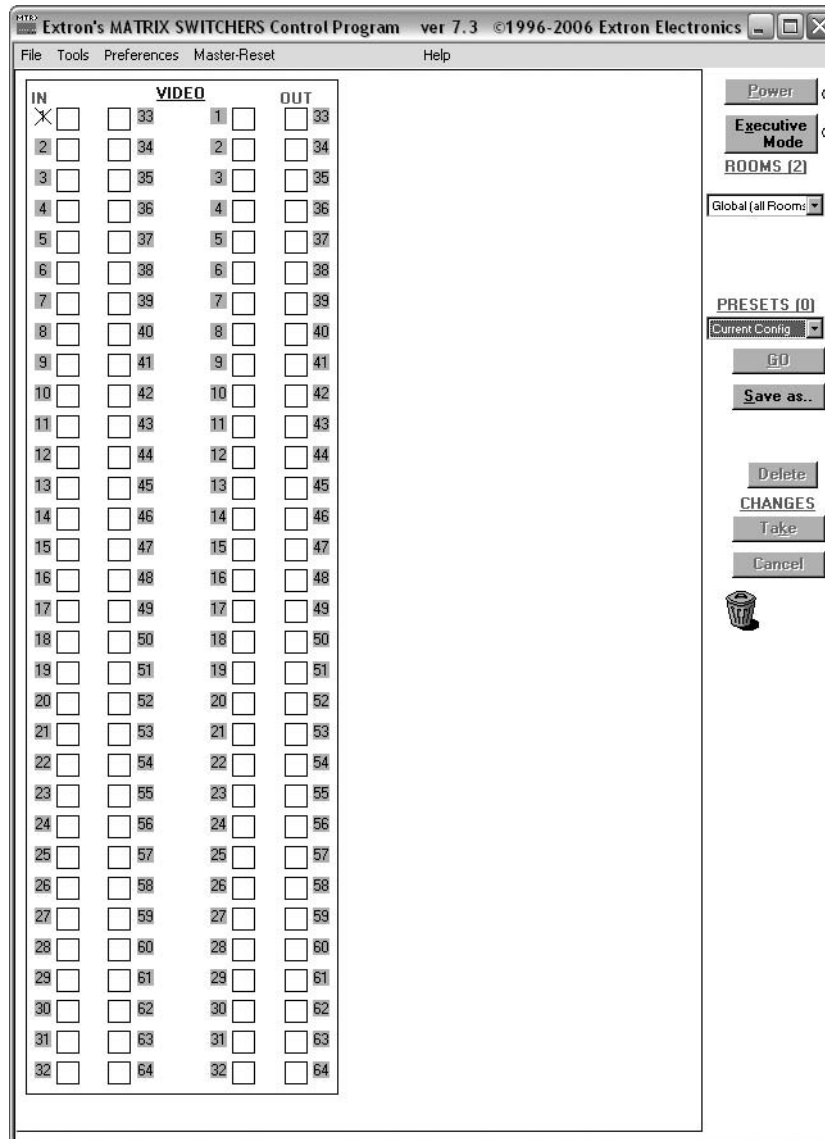 MTRX Extron's MATRIX SWITCHERS Control Program ver 7.3 ©1996-2006 Extron Electronics
File Tools Preferences Master-Reset Help
VIDEO
IN OUT
1 33 1 33
2 34 2 34
3 35 3 35
4 36 4 36
5 37 5 37
6 38 6 38
7 39 7 39
8 40 8 40
9 41 9 41
10 42 10 42
11 43 11 43
12 44 12 44
13 45 13 45
14 46 14 46
15 47 15 47
16 48 16 48
17 49 17 49
18 50 18 50
19 51 19 51
20 52 20 52
21 53 21 53
22 54 22 54
23 55 23 55
24 56 24 56
25 57 25 57
26 58 26 58
27 59 27 59
28 60 28 60
29 61 29 61
30 62 30 62
31 63 31 63
32 64 32 64
Power
Executive
Mode
ROOMS (2)
Global (all Rooms
PRESETS (0)
Current Config
GO
Save as..
Delete
CHANGES
Take
Cancel